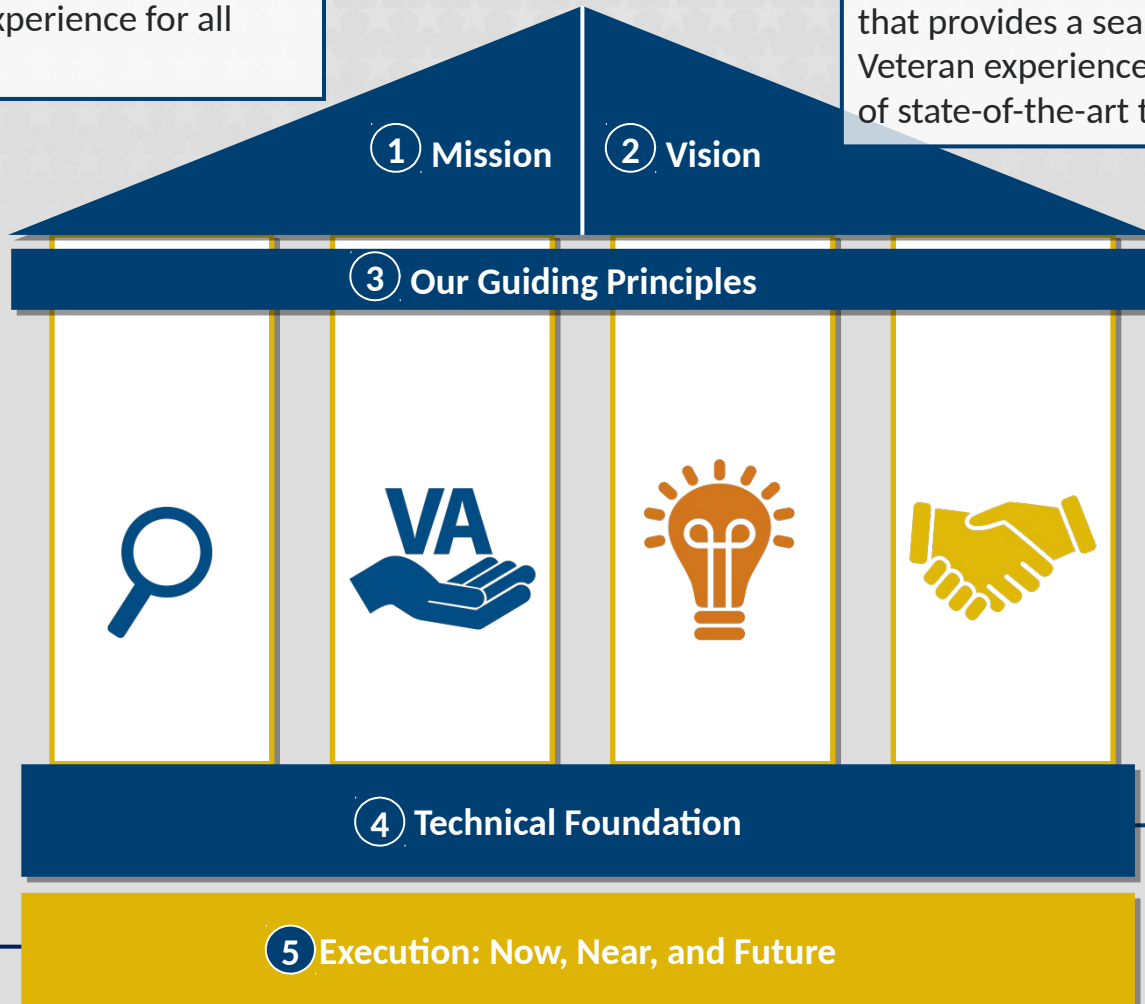 xperience for all
that provides a sea
Veteran experience
of state-of-the-art t
1 Mission
2 Vision
3 Our Guiding Principles
VA
4 Technical Foundation
5 Execution: Now, Near, and Future